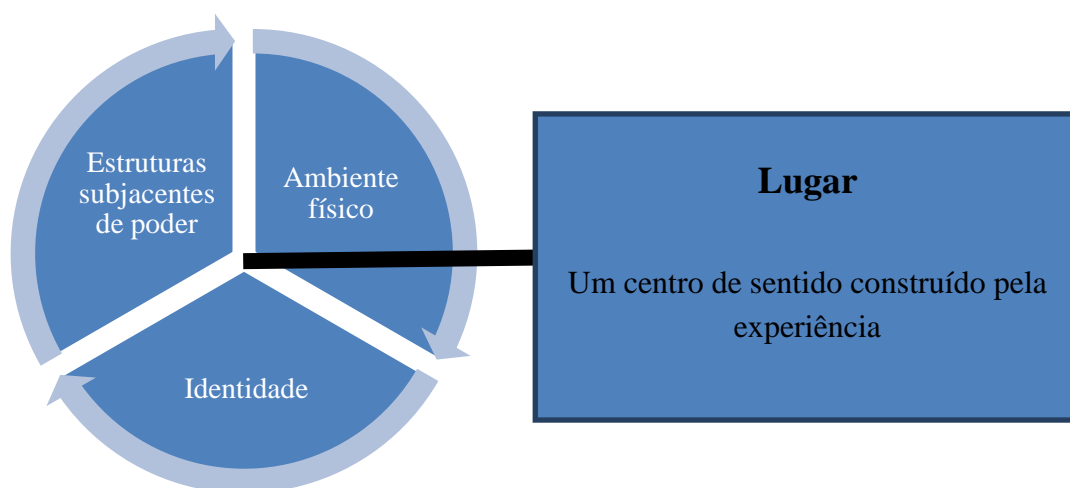 Estruturas
subjacentes
de poder
Ambiente
físico
Identidade
Lugar
Um centro de sentido construído pela
experiência